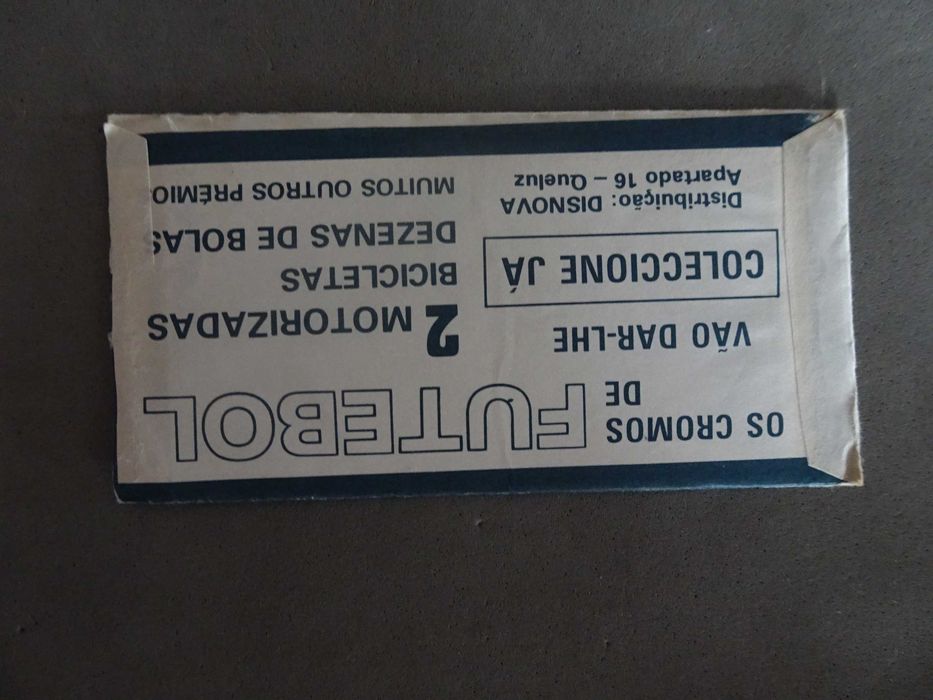 OS CROMOS
DE
FUTEBOL
VÃO DAR-LHE
2 MOTORIZADAS
BICICLETAS
DEZENAS DE BOLAS
MUITOS OUTROS PRÉMIO
COLECCIONE JÁ
Distribuição: DISNOVA
Apartado 16 – Queluz